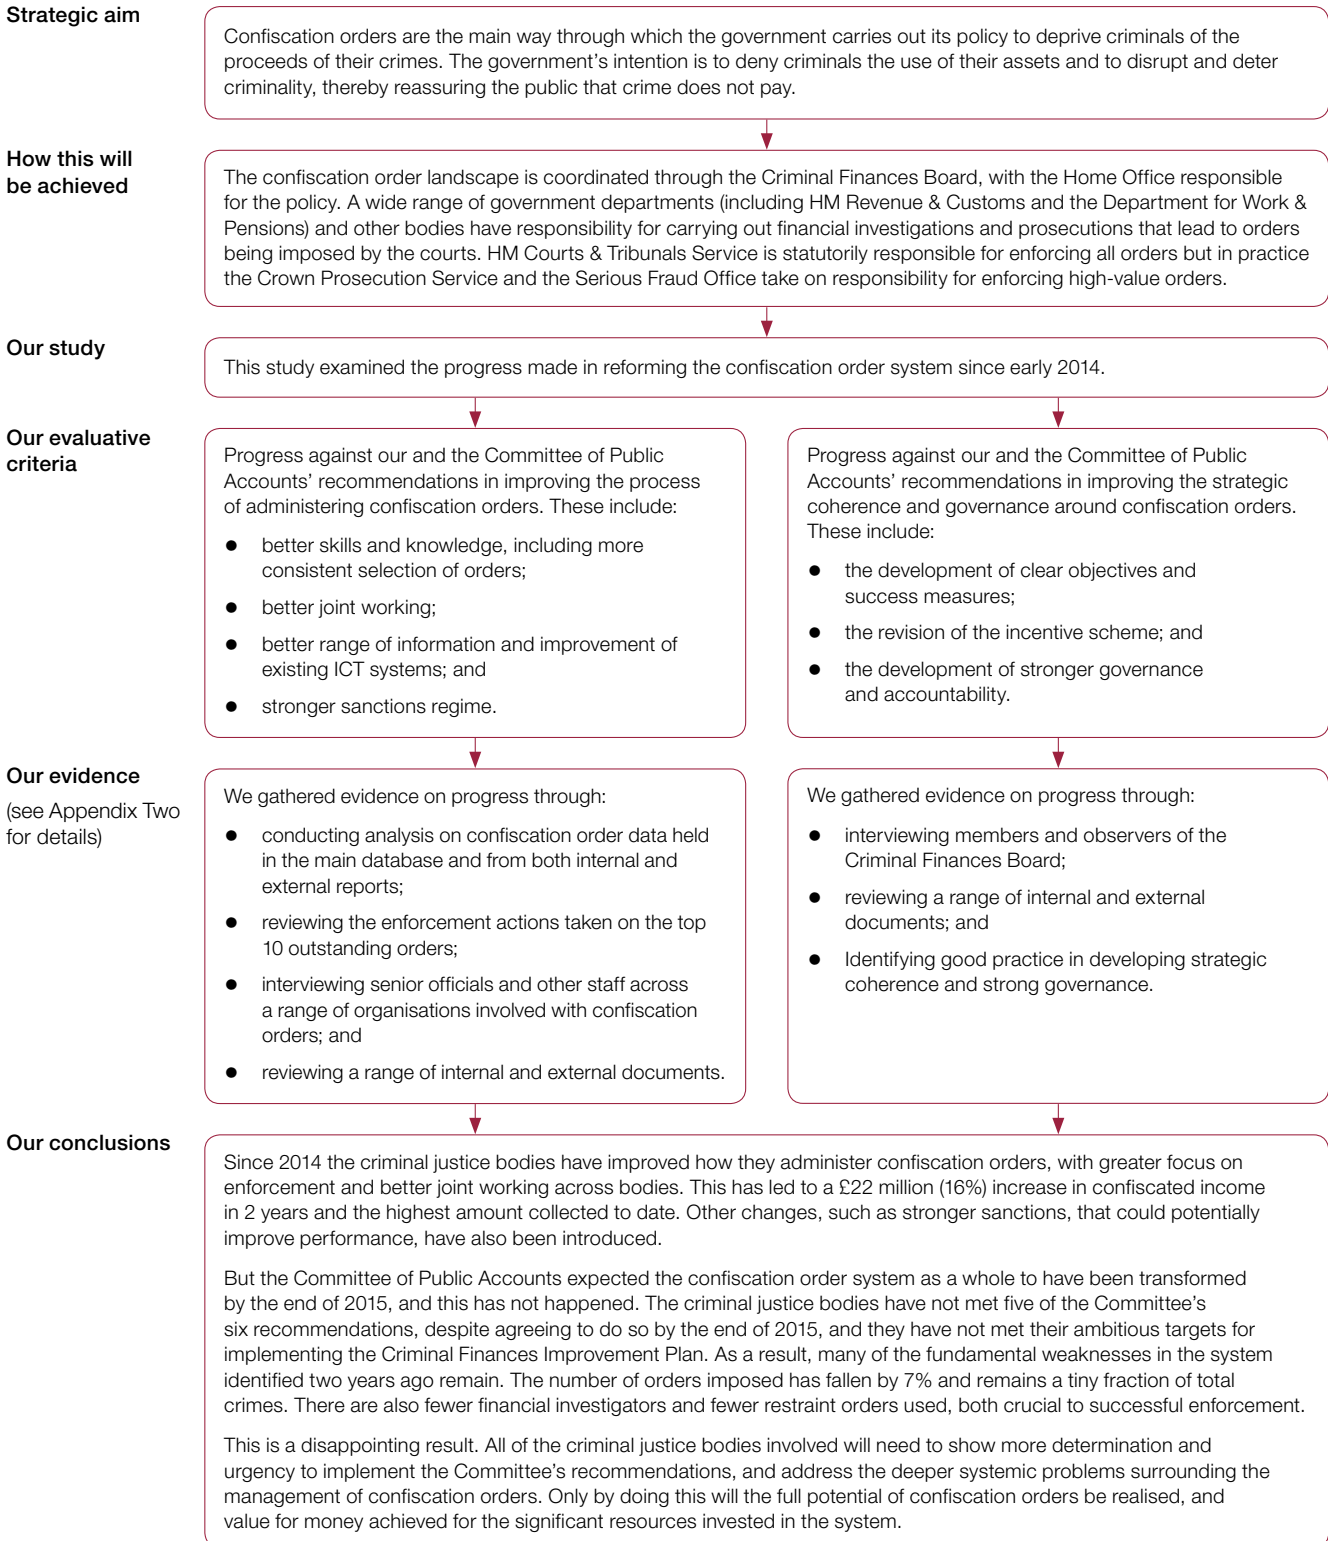 Strategic aim
Confiscation orders are the main way through which the government carries out its policy to deprive criminals of the
proceeds of their crimes. The government’s intention is to deny criminals the use of their assets and to disrupt and deter
criminality, thereby reassuring the public that crime does not pay.
How this will
be achieved
The confiscation order landscape is coordinated through the Criminal Finances Board, with the Home Office responsible
for the policy. A wide range of government departments (including HM Revenue & Customs and the Department for Work &
Pensions) and other bodies have responsibility for carrying out financial investigations and prosecutions that lead to orders
being imposed by the courts. HM Courts & Tribunals Service is statutorily responsible for enforcing all orders but in practice
the Crown Prosecution Service and the Serious Fraud Office take on responsibility for enforcing high-value orders.
Our study
This study examined the progress made in reforming the confiscation order system since early 2014.
Our evaluative
criteria
Progress against our and the Committee of Public
Accounts’ recommendations in improving the process
of administering confiscation orders. These include:
● better skills and knowledge, including more
consistent selection of orders;
● better joint working;
● better range of information and improvement of
existing ICT systems; and
● stronger sanctions regime.
Progress against our and the Committee of Public
Accounts’ recommendations in improving the strategic
coherence and governance around confiscation orders.
These include:
● the development of clear objectives and
success measures;
● the revision of the incentive scheme; and
● the development of stronger governance
and accountability.
Our evidence
(see Appendix Two
for details)
We gathered evidence on progress through:
● conducting analysis on confiscation order data held
in the main database and from both internal and
external reports;
● reviewing the enforcement actions taken on the top
10 outstanding orders;
● interviewing senior officials and other staff across
a range of organisations involved with confiscation
orders; and
● reviewing a range of internal and external documents.
We gathered evidence on progress through:
● interviewing members and observers of the
Criminal Finances Board;
● reviewing a range of internal and external
documents; and
● Identifying good practice in developing strategic
coherence and strong governance.
Our conclusions
Since 2014 the criminal justice bodies have improved how they administer confiscation orders, with greater focus on
enforcement and better joint working across bodies. This has led to a £22 million (16%) increase in confiscated income
in 2 years and the highest amount collected to date. Other changes, such as stronger sanctions, that could potentially
improve performance, have also been introduced.
But the Committee of Public Accounts expected the confiscation order system as a whole to have been transformed
by the end of 2015, and this has not happened. The criminal justice bodies have not met five of the Committee’s
six recommendations, despite agreeing to do so by the end of 2015, and they have not met their ambitious targets for
implementing the Criminal Finances Improvement Plan. As a result, many of the fundamental weaknesses in the system
identified two years ago remain. The number of orders imposed has fallen by 7% and remains a tiny fraction of total
crimes. There are also fewer financial investigators and fewer restraint orders used, both crucial to successful enforcement.
This is a disappointing result. All of the criminal justice bodies involved will need to show more determination and
urgency to implement the Committee’s recommendations, and address the deeper systemic problems surrounding the
management of confiscation orders. Only by doing this will the full potential of confiscation orders be realised, and
value for money achieved for the significant resources invested in the system.